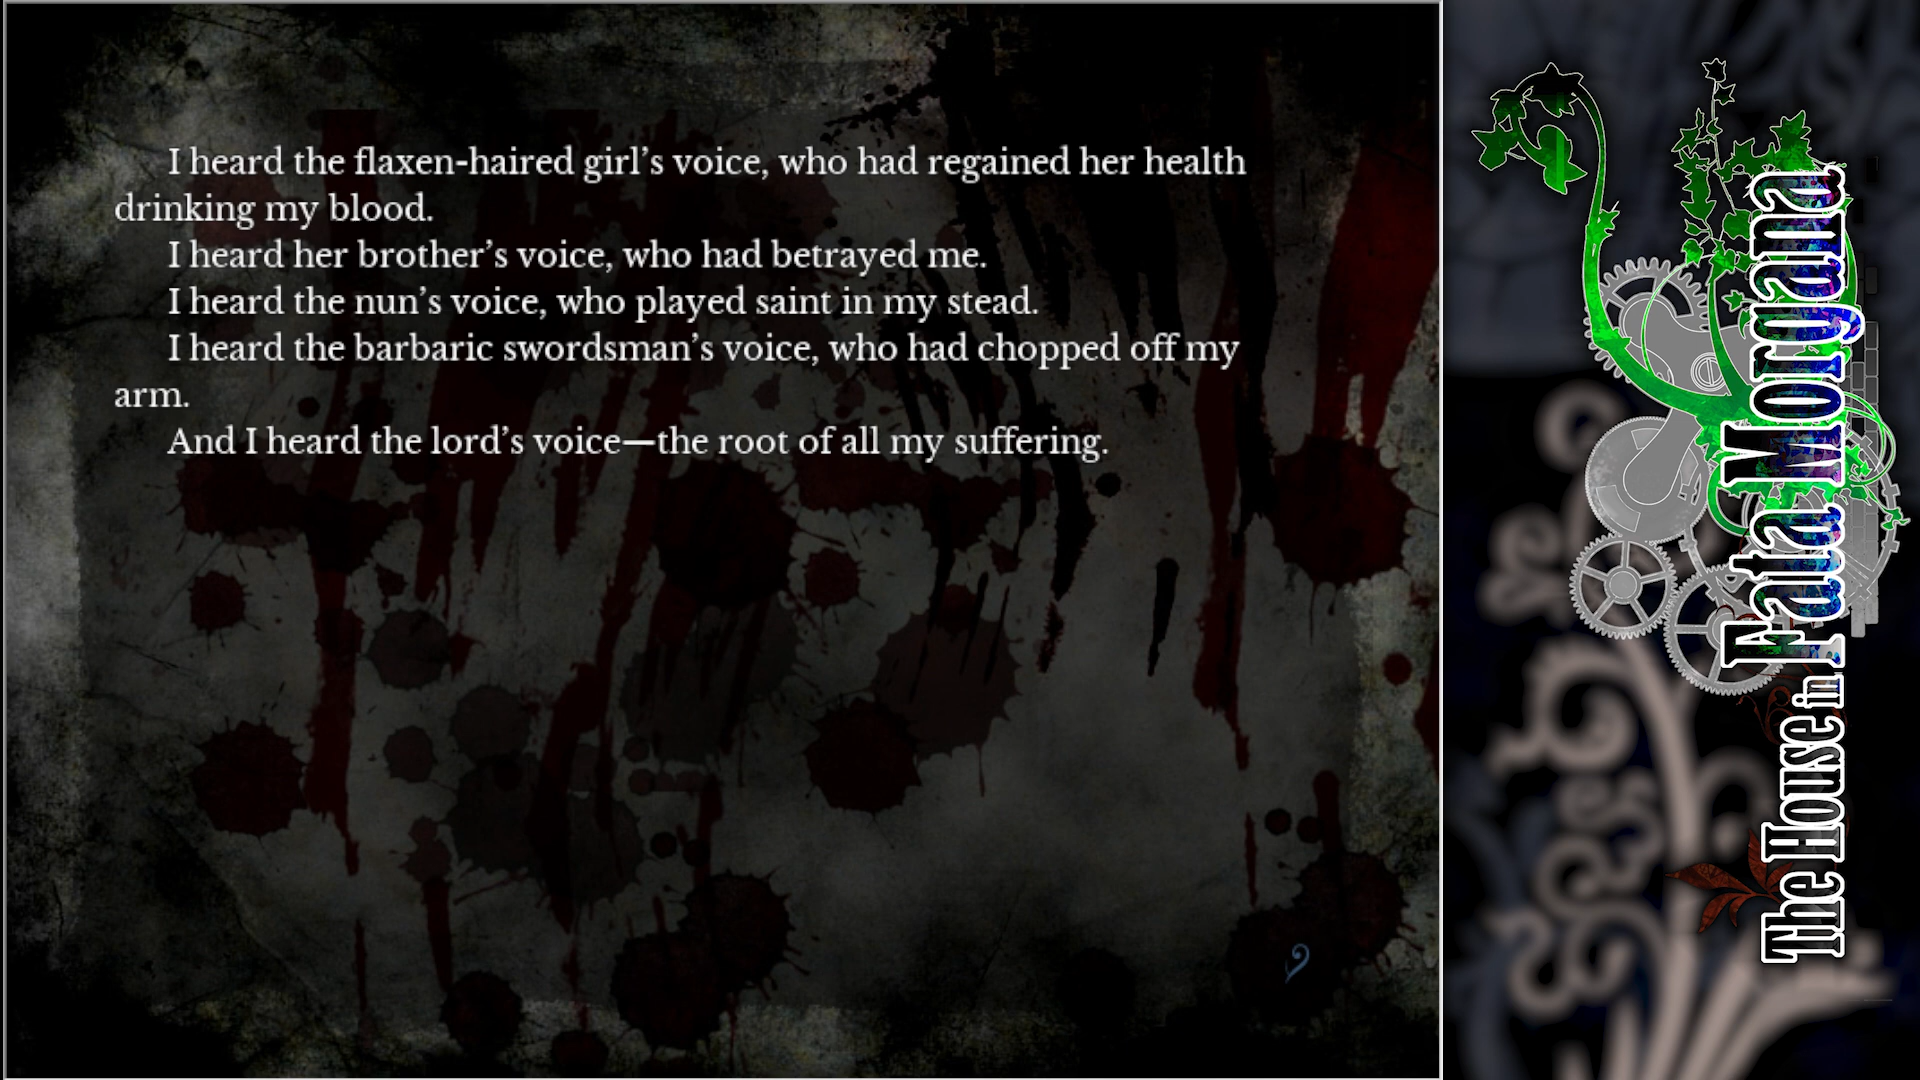 I heard the flaxen-haired girl’s voice, who had regained her health
drinking my blood.
I heard her brother’s voice, who had betrayed me.
I heard the nun’s voice, who played saint in my stead.
I heard the barbaric swordsman’s voice, who had chopped off my
arm.
And I heard the lord’s voice—the root of all my suffering.
The House in Fata Morgana